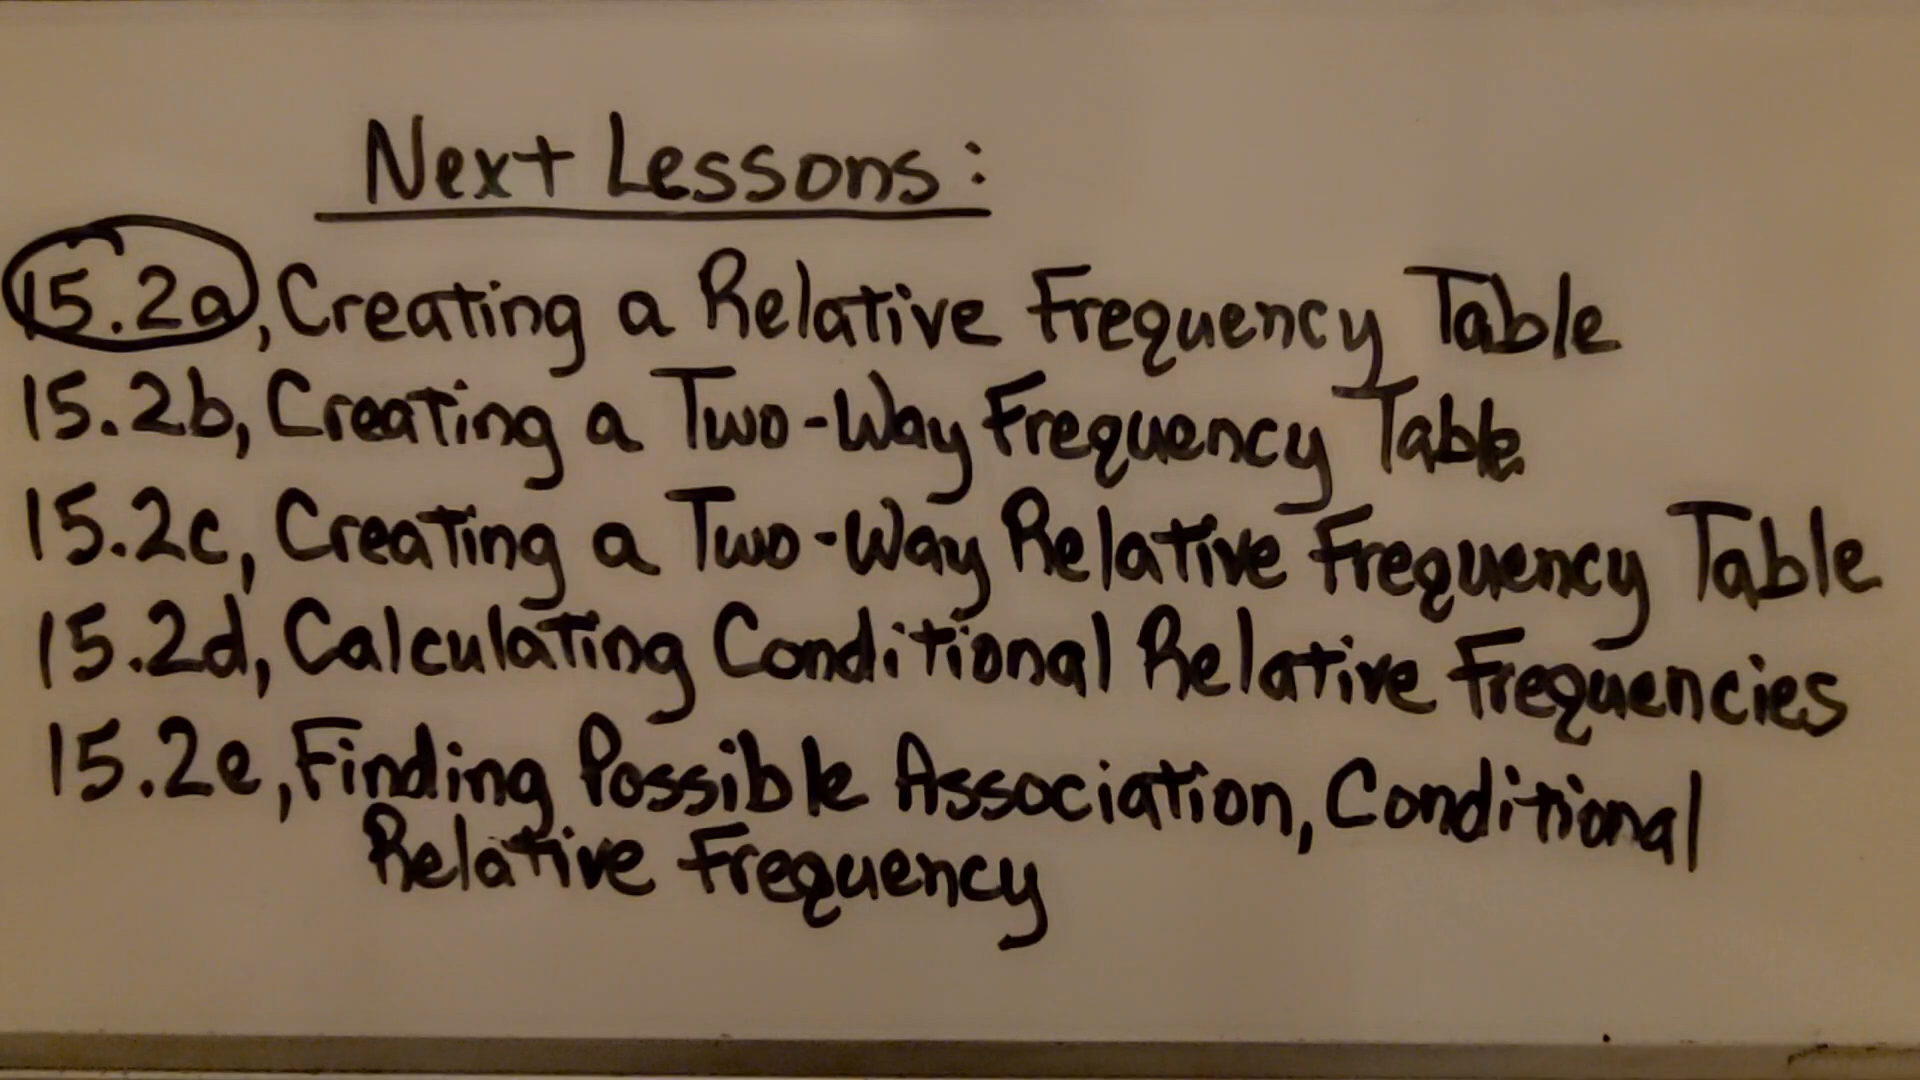 Next Lessons:
15.2a, Creating a Relative Frequency Table
15.2b, Creating a Two-Way Frequency Table
15.2c, Creating a Two-Way Relative Frequency Table
15.2d, Calculating Conditional Relative Frequencies
15.2e, Finding Possible Association, Conditional
Relative Frequency